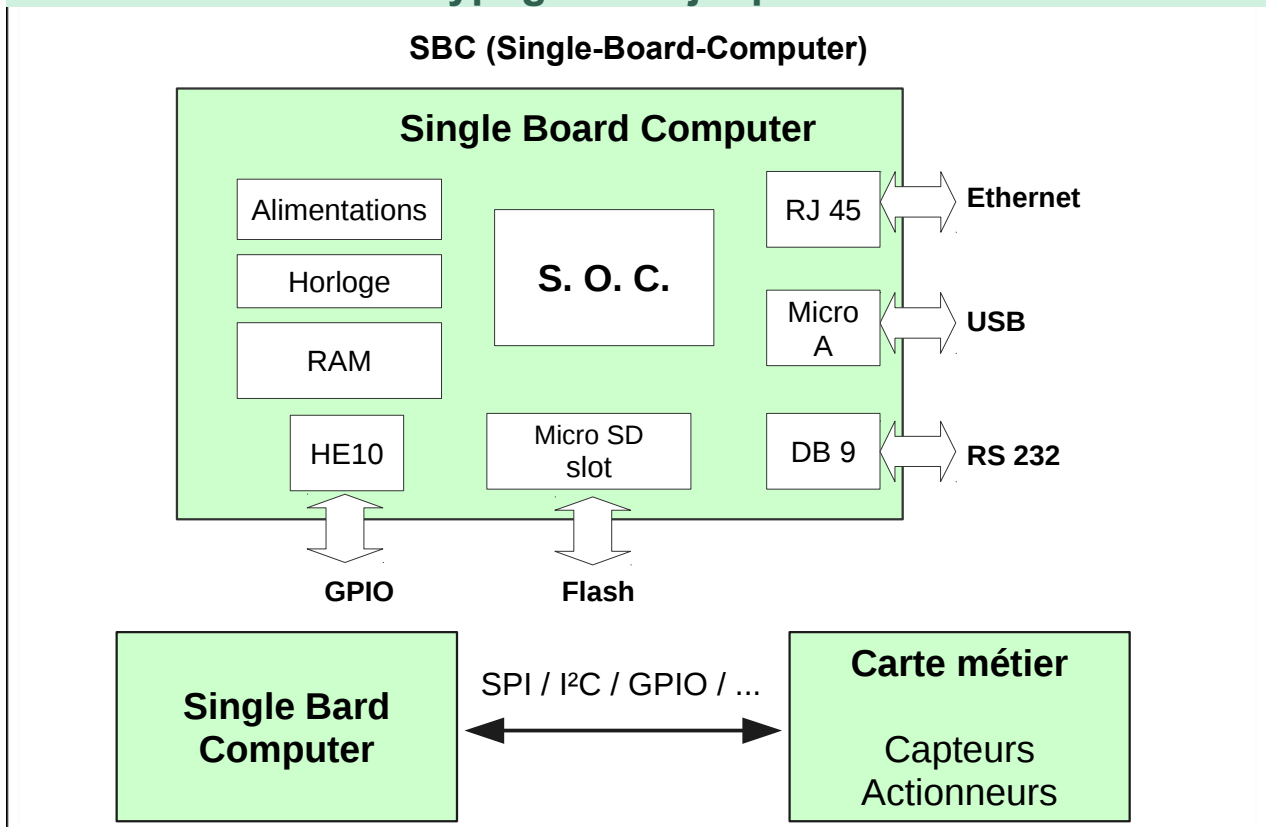 SBC (Single-Board-Computer)
Single Board Computer
Alimentations
Horloge
RAM
HE10
S. O. C.
Micro SD
slot
RJ 45
Micro
A
DB 9
Ethernet
USB
RS 232
GPIO
Flash
Single Bard
Computer
SPI / I²C / GPIO / ...
Carte métier
Capteurs
Actionneurs